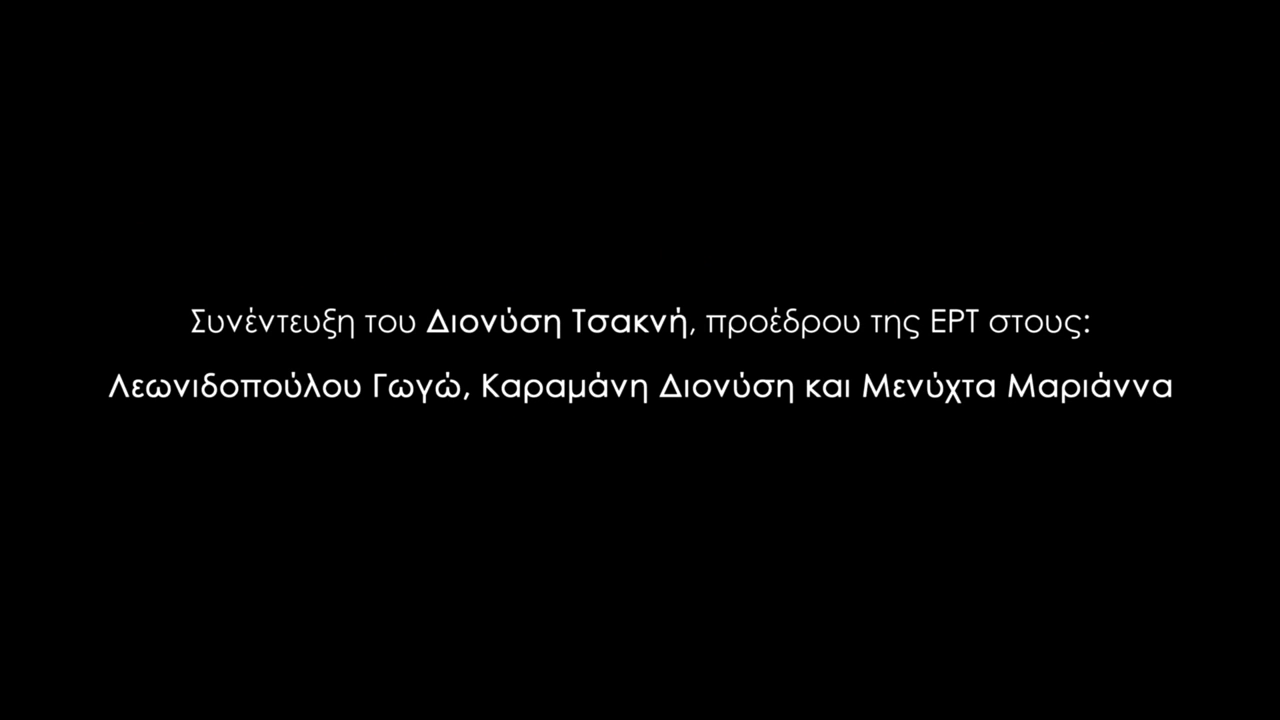 Συνέντευξη του Διονύση Τσακνή, προέδρου της ΕΡΤ στους:
Λεωνιδοπούλου Γωγώ, Καραμάνη Διονύση και Μενύχτα Μαριάννα